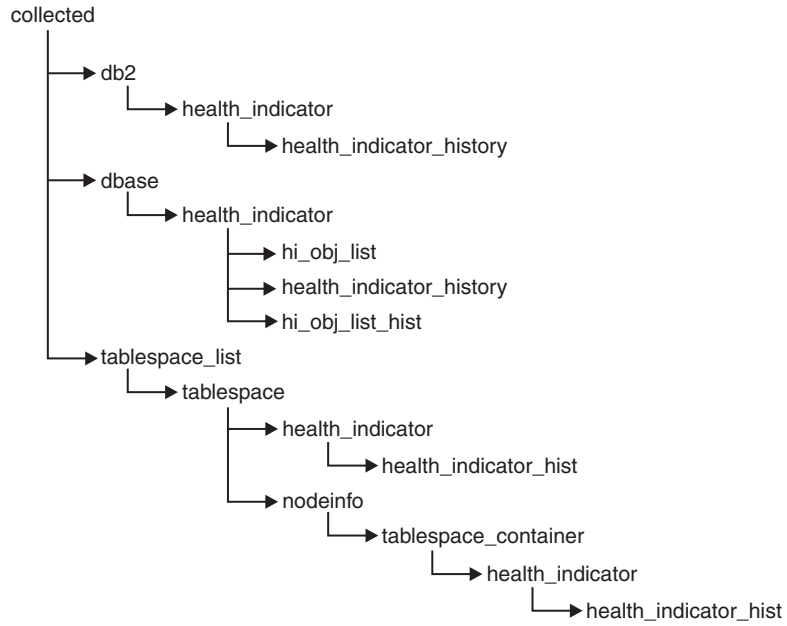 collected
db2
health_indicator
health_indicator_history
dbase
health_indicator
hi_obj_list
health_indicator_history
hi_obj_list_hist
tablespace_list
tablespace
health_indicator
health_indicator_hist
nodeinfo
tablespace_container
health_indicator
health_indicator_hist